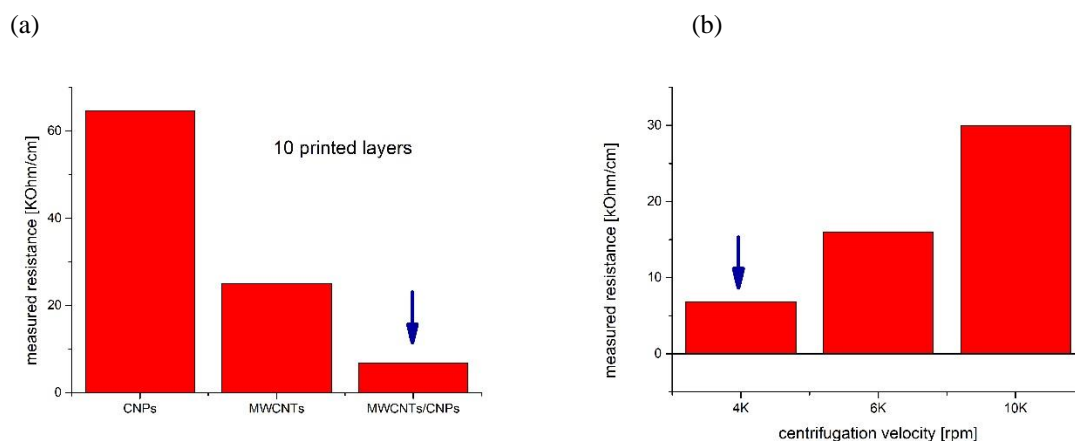 (a)
(b)
measured resistance [KOhm/cm]
60
40
20
0
10 printed layers
CNPs
MWCNTs
MWCNTs/CNPs
measured resistance [kOhm/cm]
30
20
10
0
4K
6K
10K
centrifugation velocity [rpm]